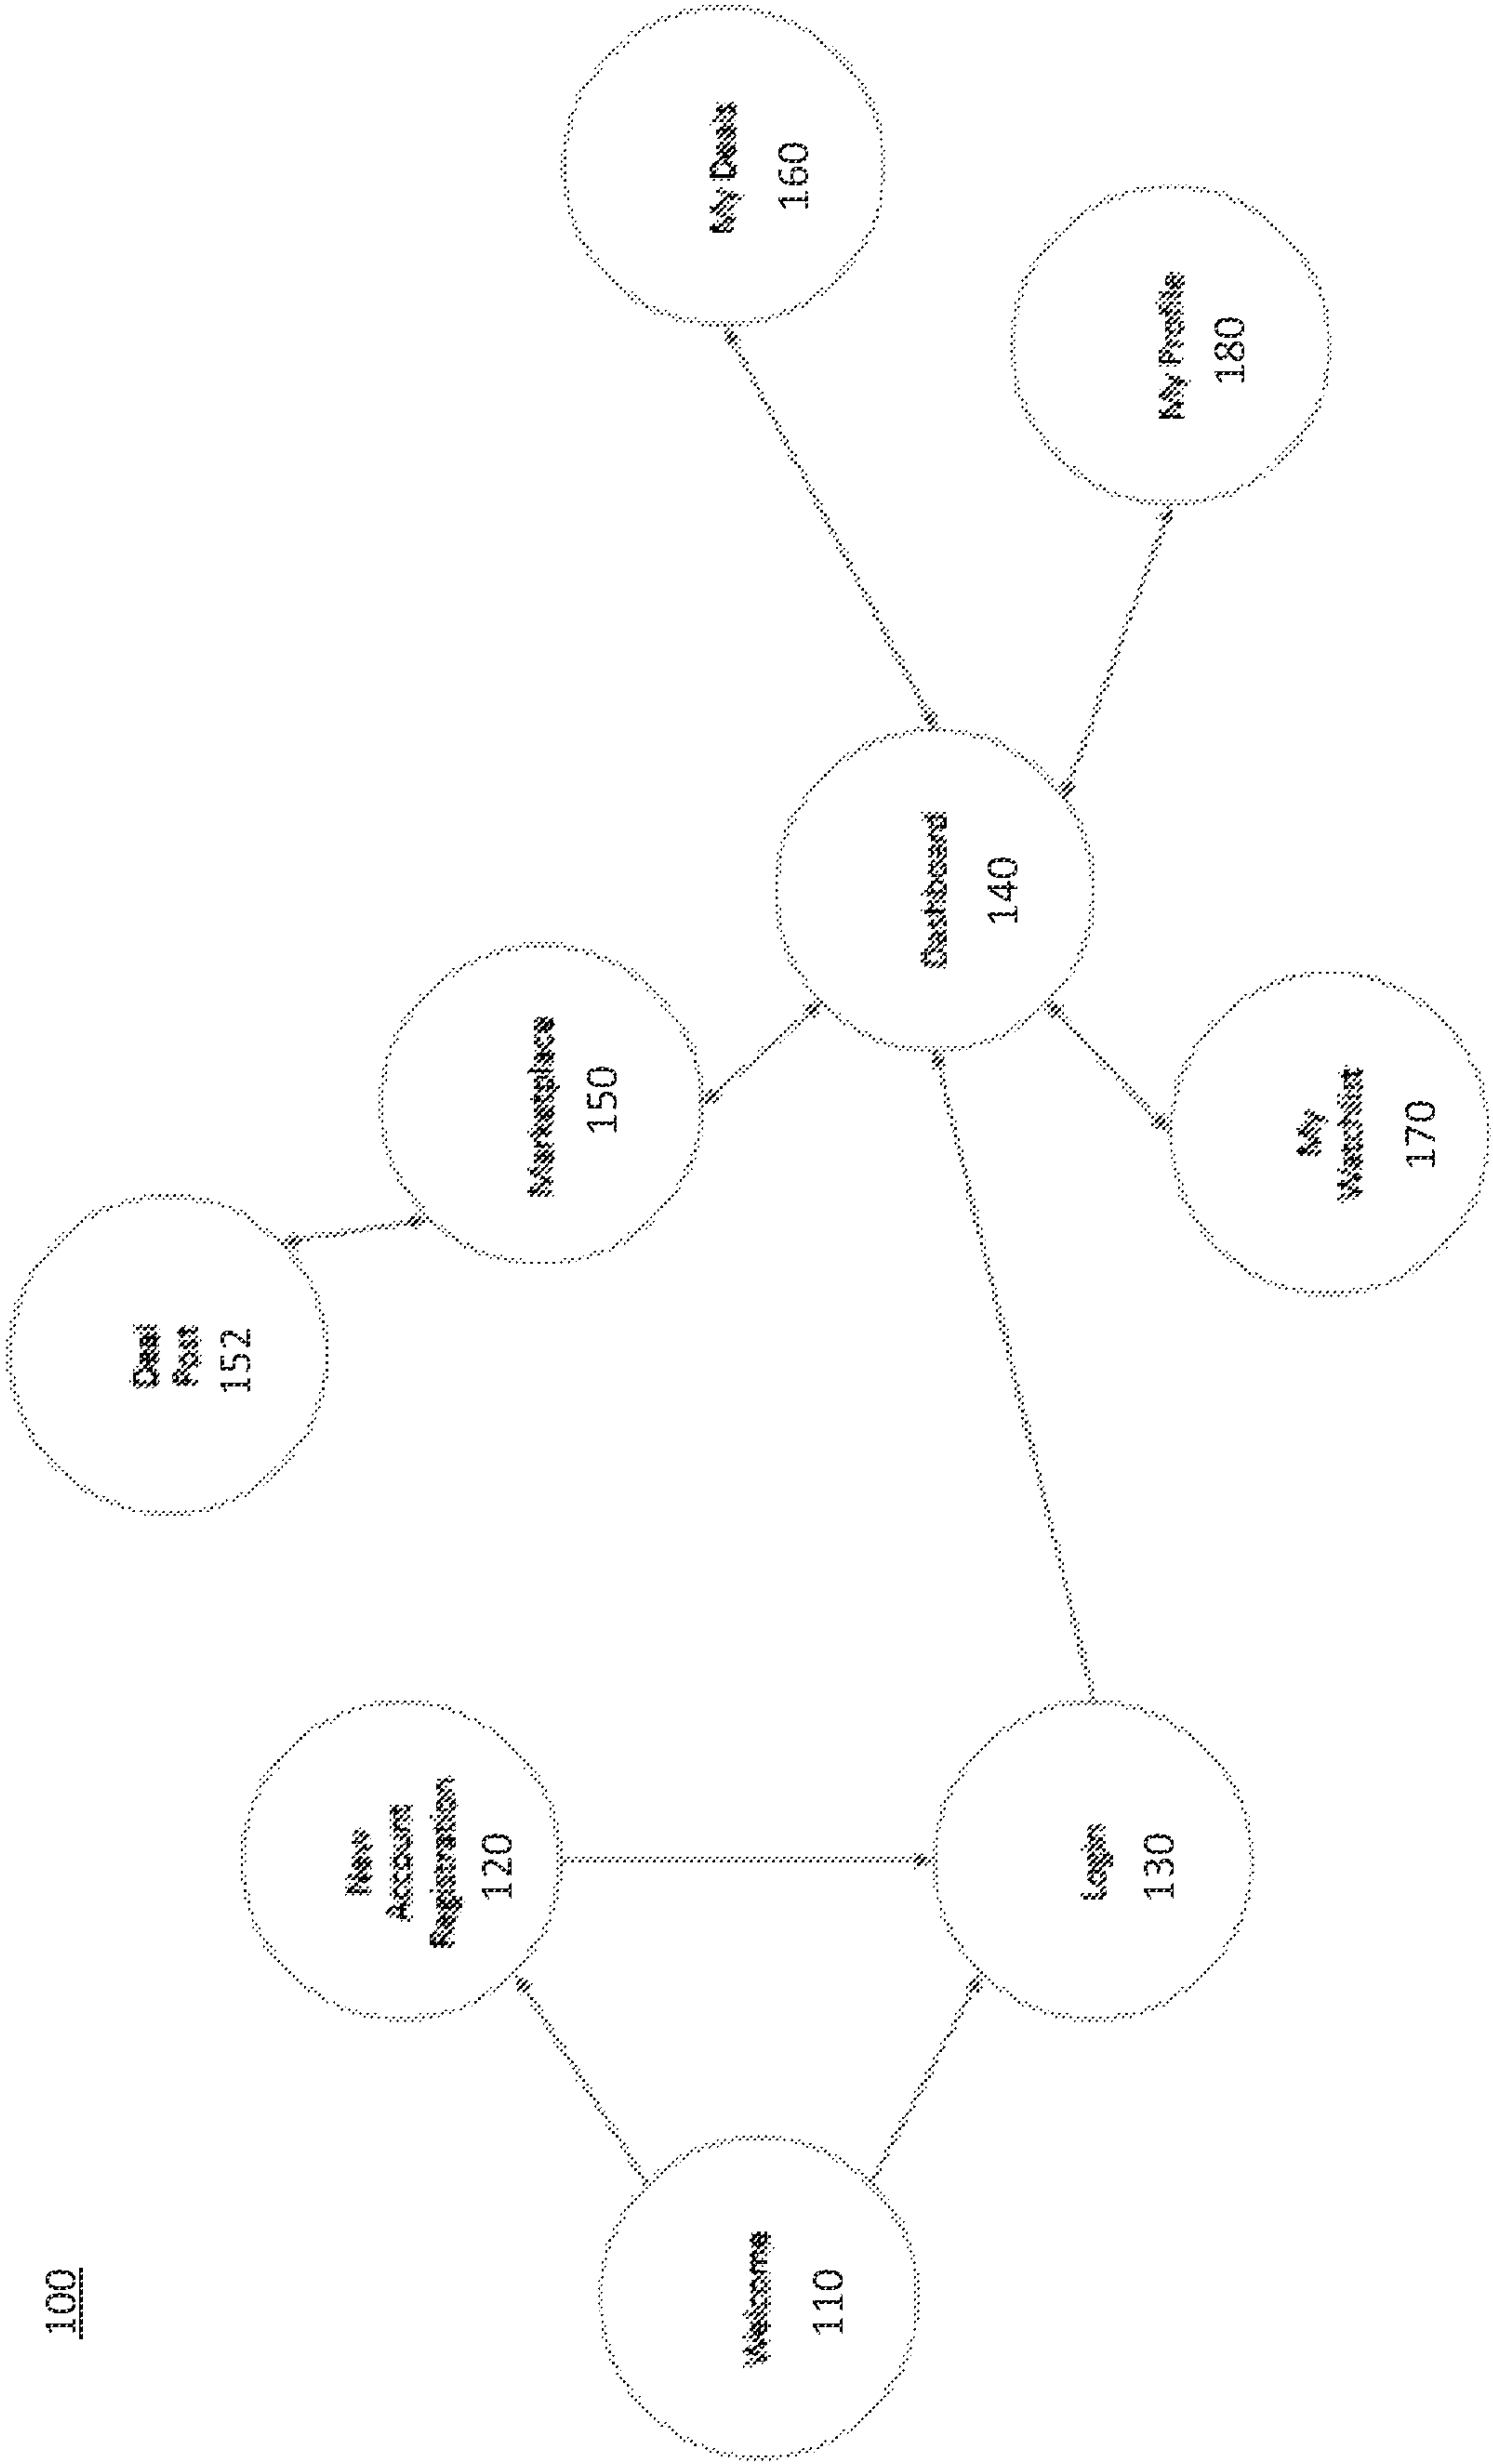 100
Welcome
110
New
Account
Registration
120
Login
130
Deal
Post
152
Marketplace
150
Dashboard
140
My
Watchlist
170
My Deals
160
My Profile
180